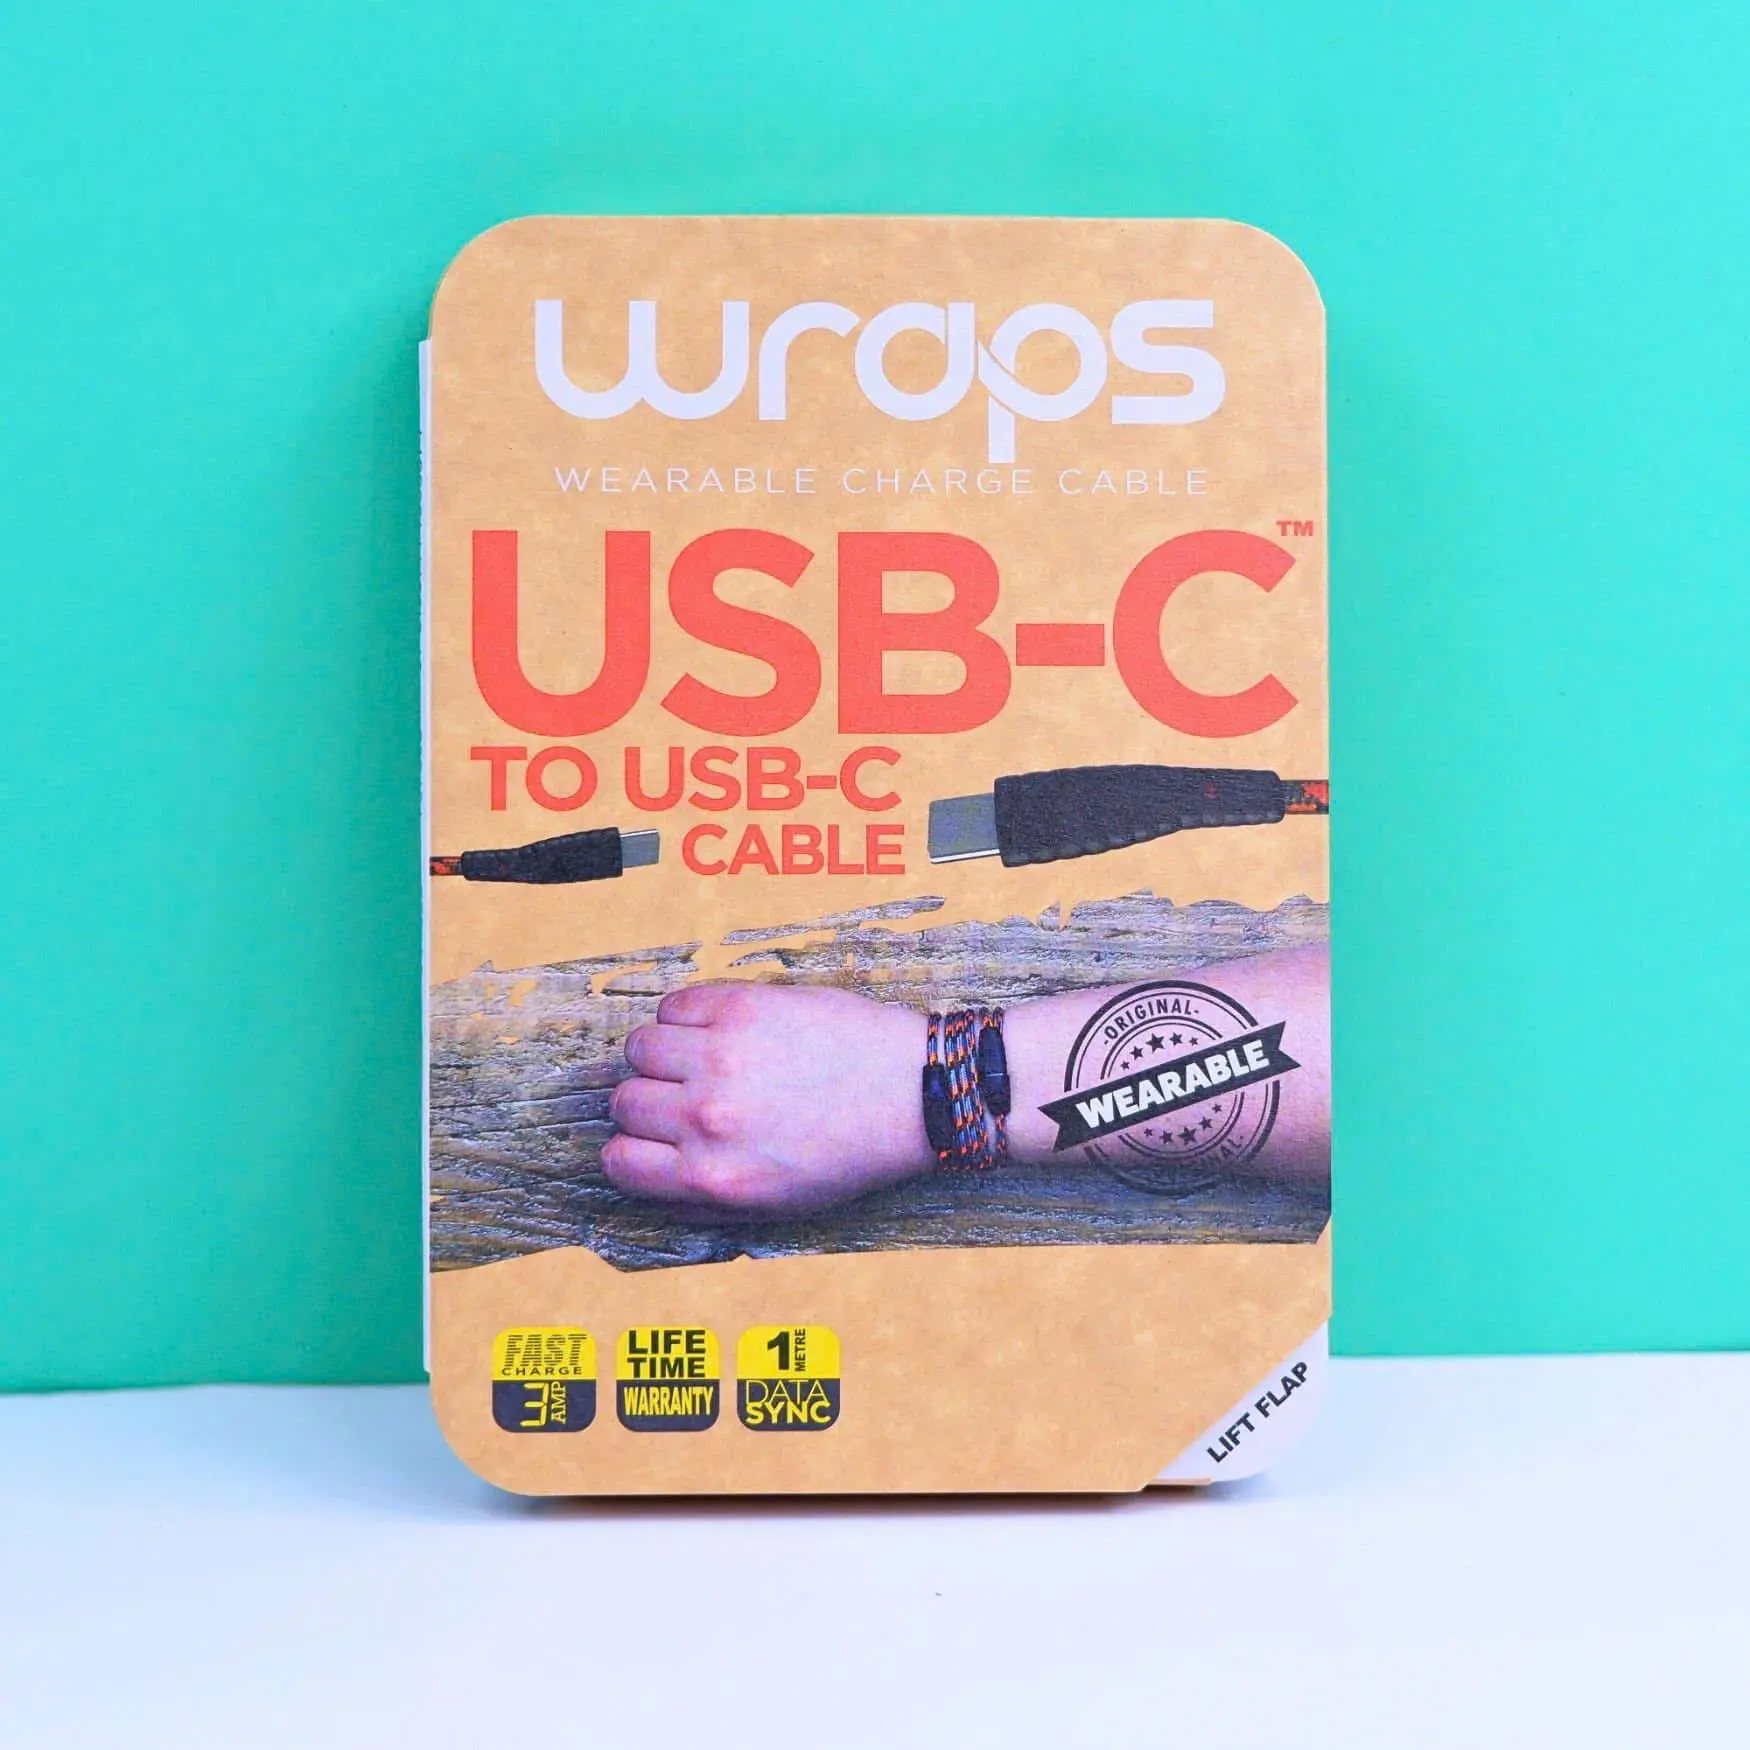 wraps
WEARABLE CHARGE CABLE
USB-C™
TO USB-C
CABLE
-ORIGINAL-
WEARABLE
FAST
CHARGE
3 AMP
LIFE
TIME
WARRANTY
1 METRE
DATA
SYNC
LIFT FLAP